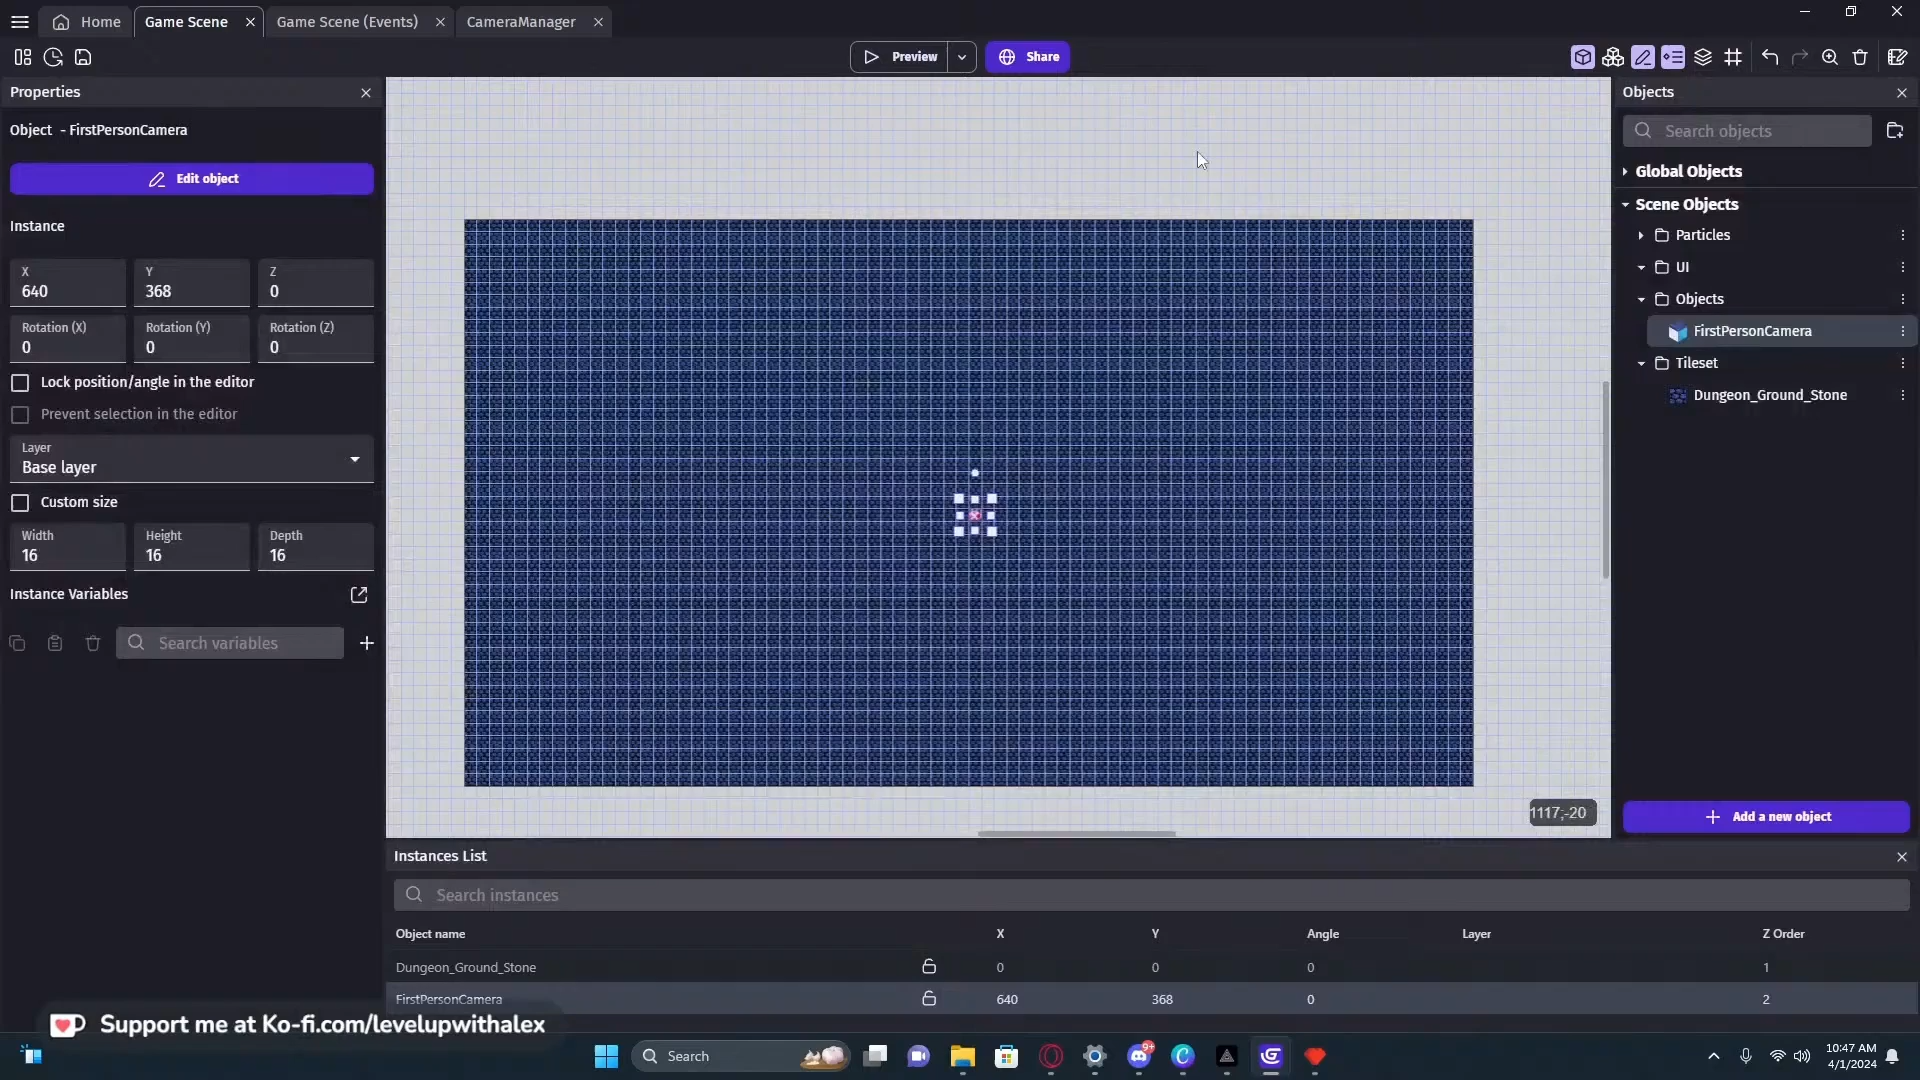 Home
Game Scene
Game Scene (Events)
CameraManager
Preview
Share
Properties
Object - FirstPersonCamera
Edit object
Instance
X
Y
Z
640
368
0
Rotation (X)
Rotation (Y)
Rotation (Z)
0
0
0
Lock position/angle in the editor
Prevent selection in the editor
Layer
Base layer
Custom size
Width
Height
Depth
16
16
16
Instance Variables
Search variables
1117;-20
Objects
Search objects
Global Objects
Scene Objects
Particles
UI
Objects
FirstPersonCamera
Tileset
Dungeon_Ground_Stone
Add a new object
Instances List
Search instances
Object name X Y Angle Layer Z Order
Dungeon_Ground_Stone 0 0 0 1
FirstPersonCamera 640 368 0 2
Support me at Ko-fi.com/levelupwithalex
Search
9+
10:47 AM
4/1/2024